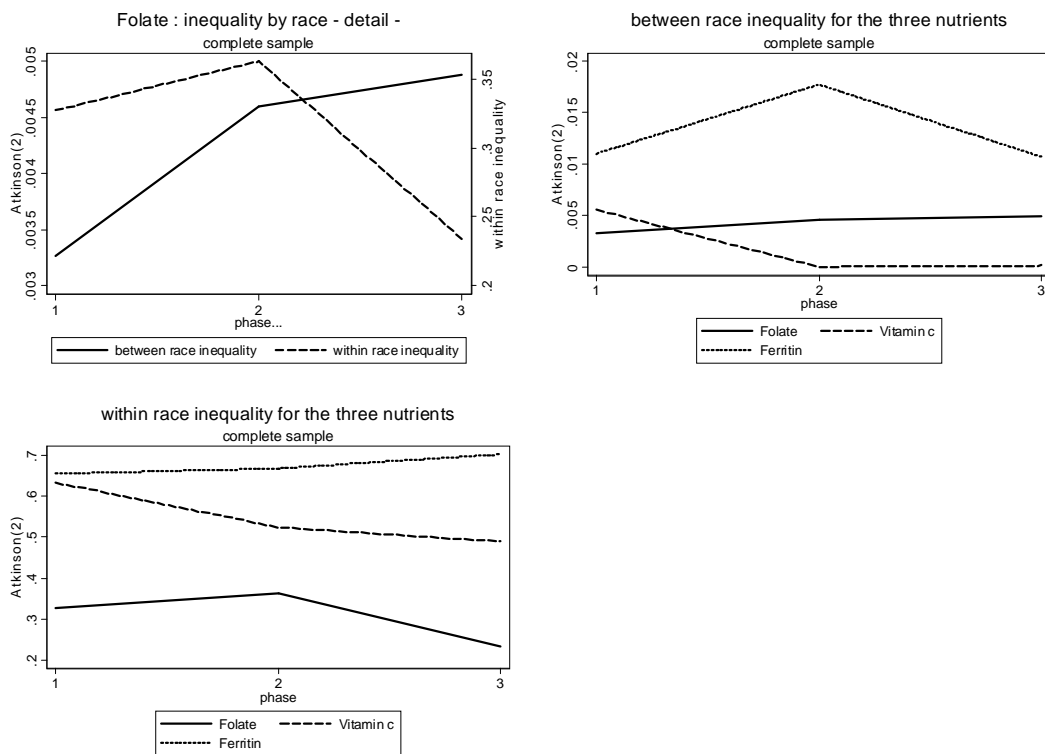 Folate : inequality by race - detail -
complete sample
Atkinson(2)
.005
.0045
.004
.0035
.003
.35
.3
.25
.2
within race inequality
1 2 3
phase...
between race inequality within race inequality
between race inequality for the three nutrients
complete sample
Atkinson(2)
.02
.015
.01
.005
0
1 2 3
phase
Folate Vitamin c
Ferritin
within race inequality for the three nutrients
complete sample
Atkinson(2)
.7
.6
.5
.4
.3
.2
1 2 3
phase
Folate Vitamin c
Ferritin